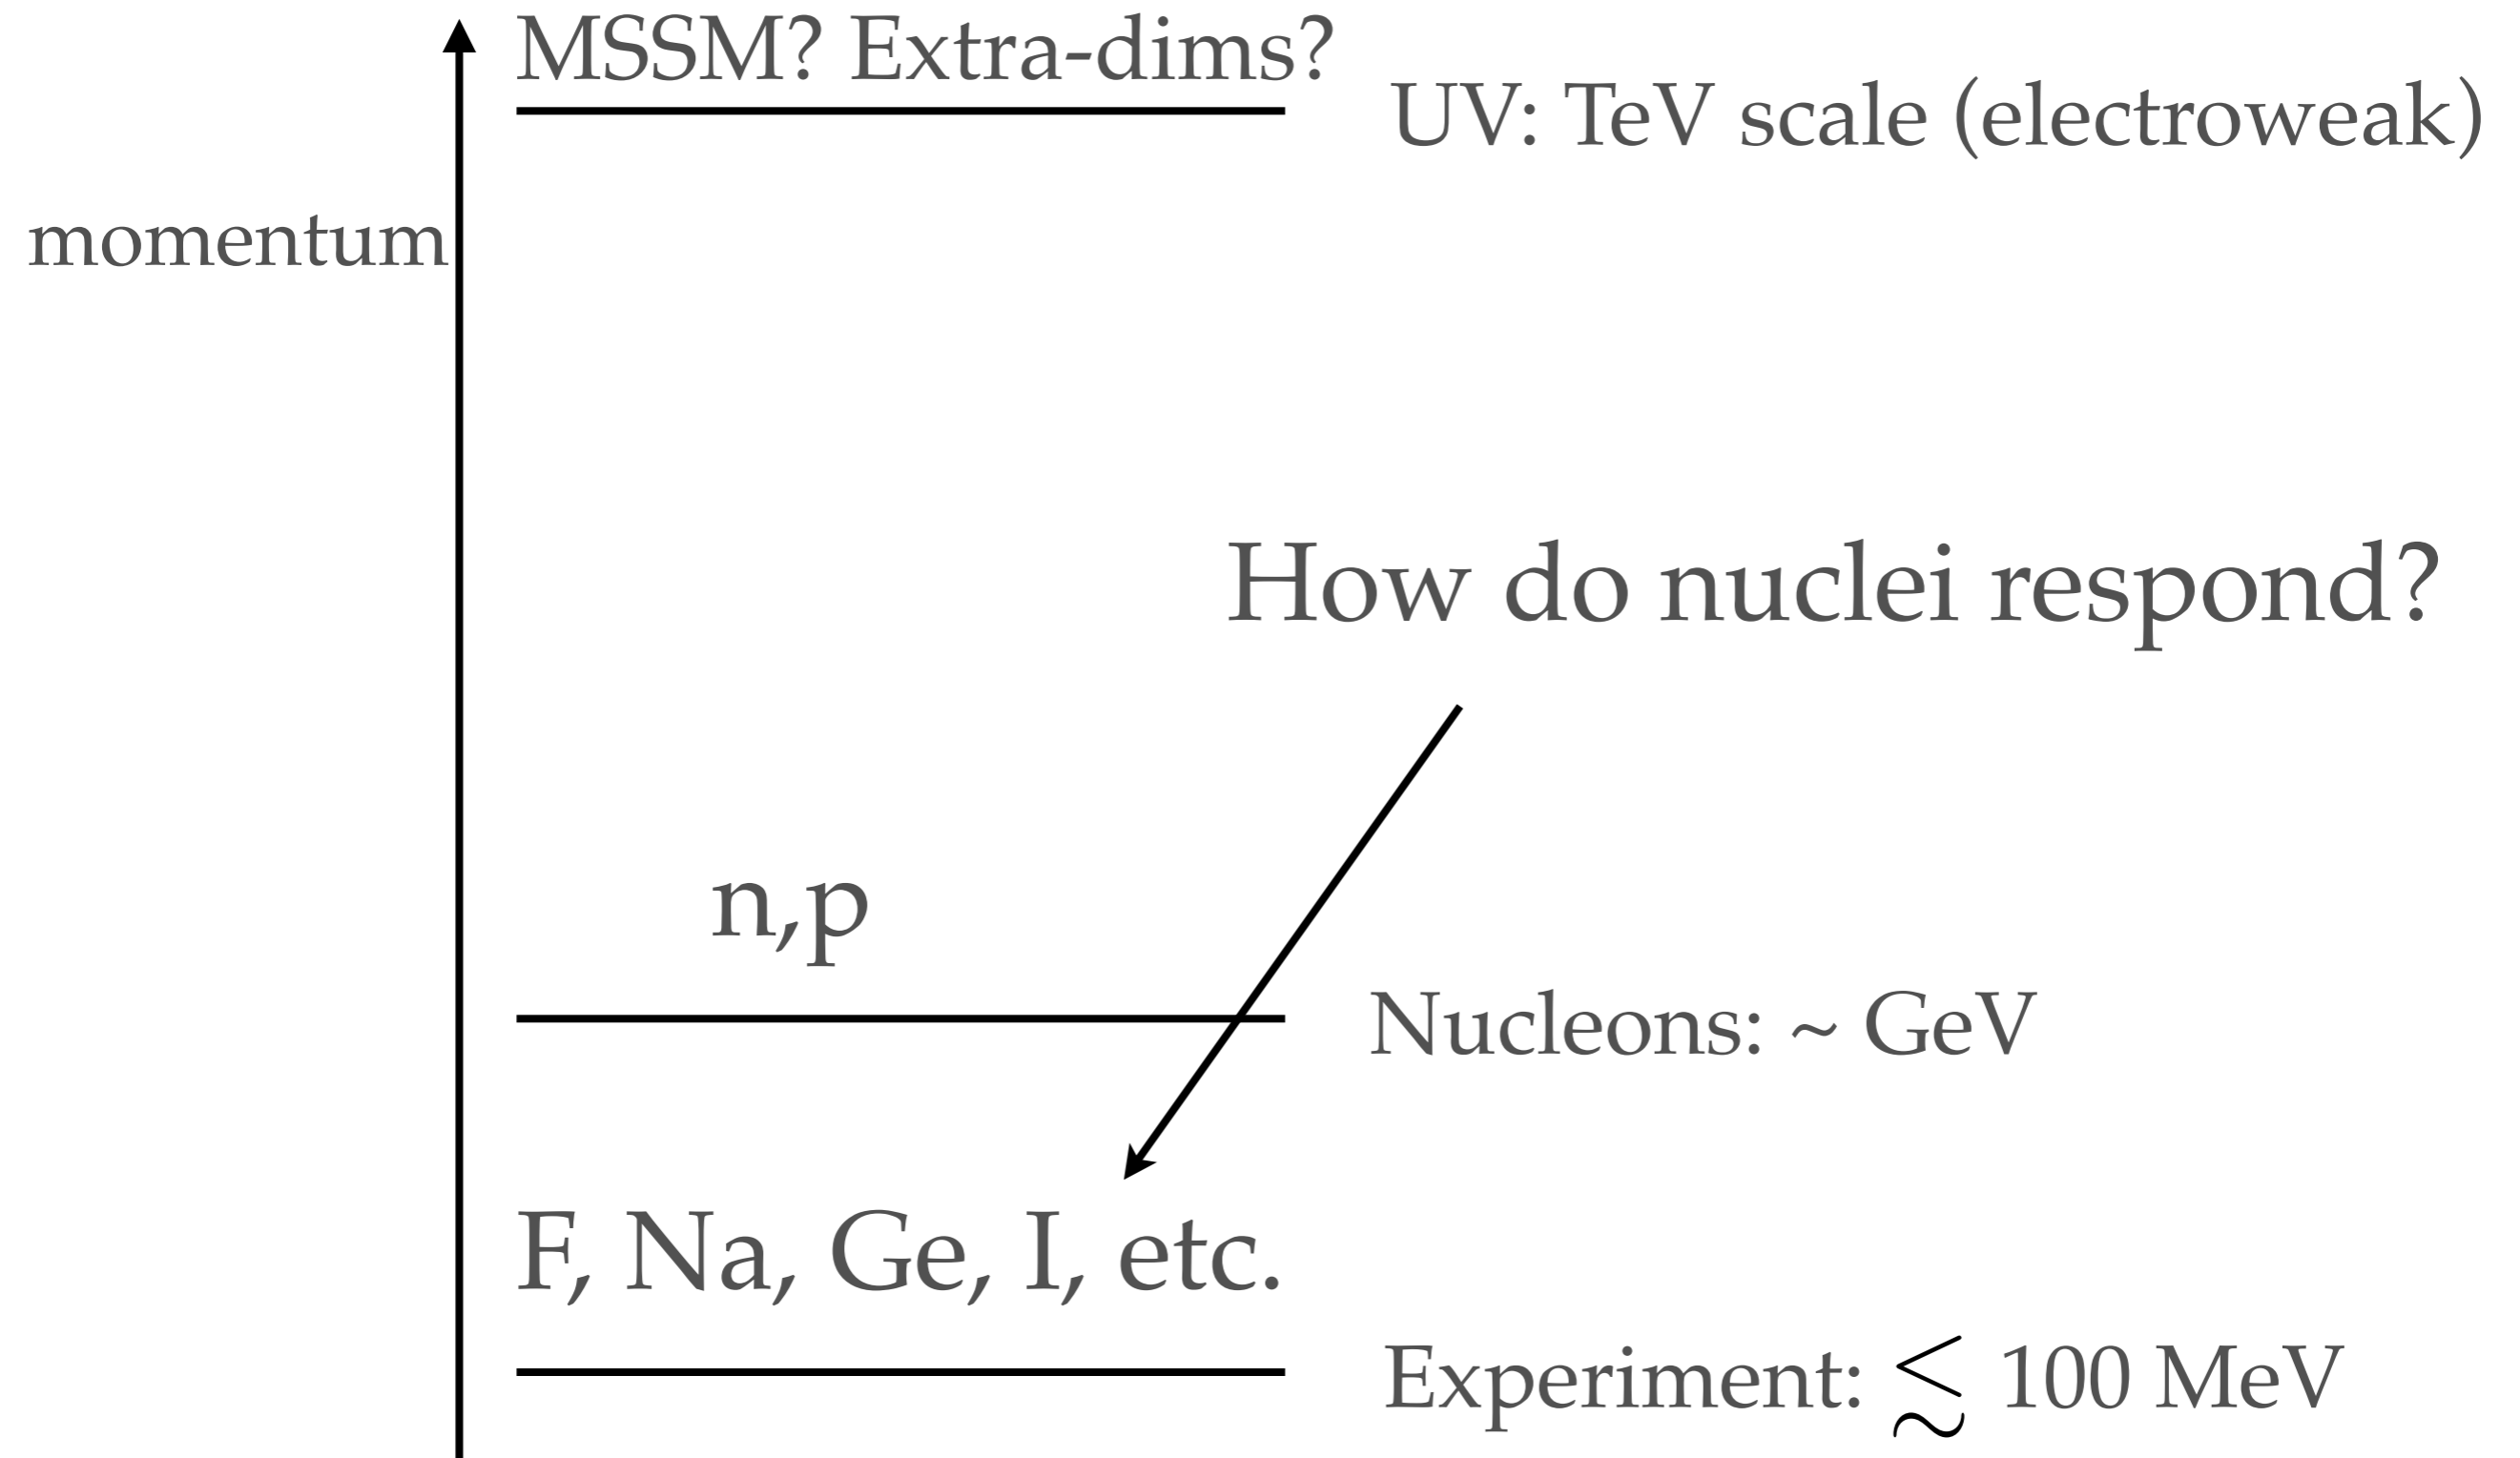 MSSM? Extra-dims?
UV: TeV scale (electroweak)
momentum
How do nuclei respond?
n,p
Nucleons: ~ GeV
F, Na, Ge, I, etc.
Experiment: ≲ 100 MeV